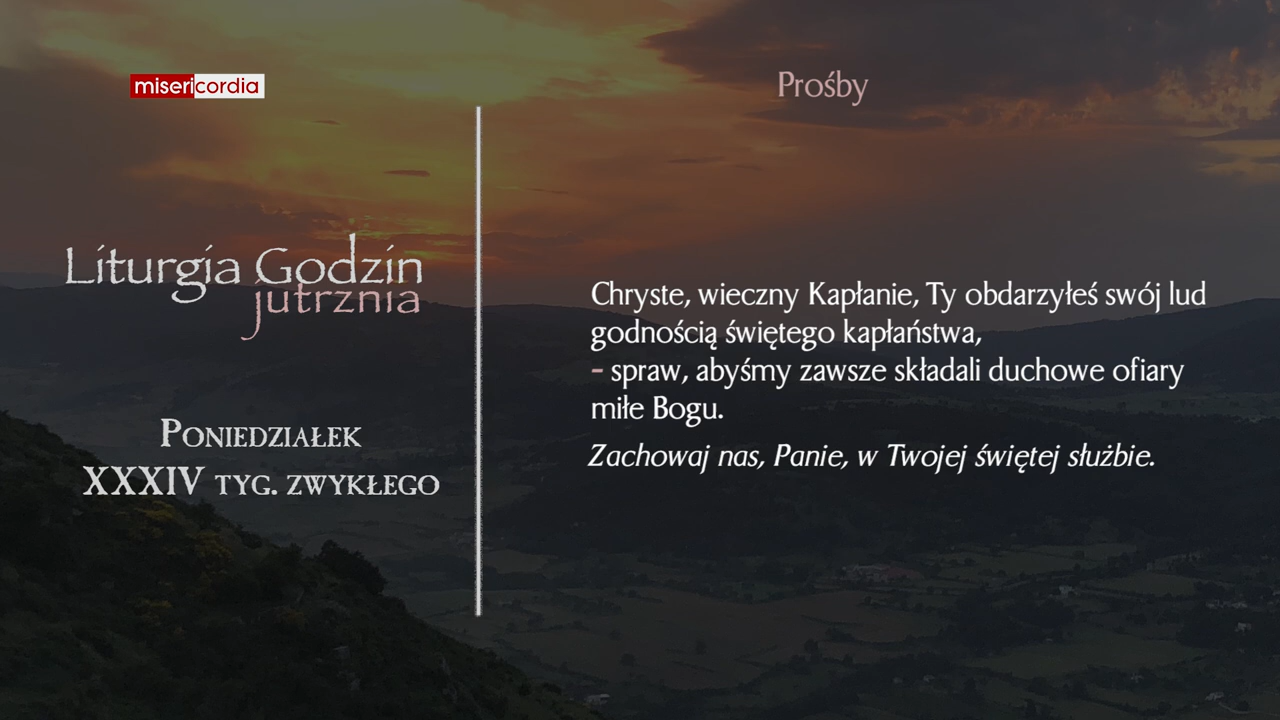 misericordia
Liturgia Godzin
jutrznia
Poniedziałek
XXXIV tyg. zwykłego
Prośby
Chryste, wieczny Kapłanie, Ty obdarzyłeś swój lud
godnością świętego kapłaństwa,
- spraw, abyśmy zawsze składali duchowe ofiary
miłe Bogu.
Zachowaj nas, Panie, w Twojej świętej służbie.